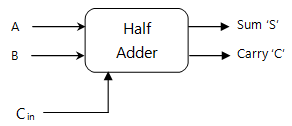 A
Half
Sum 'S'
B
Adder
Carry 'C'
Cin